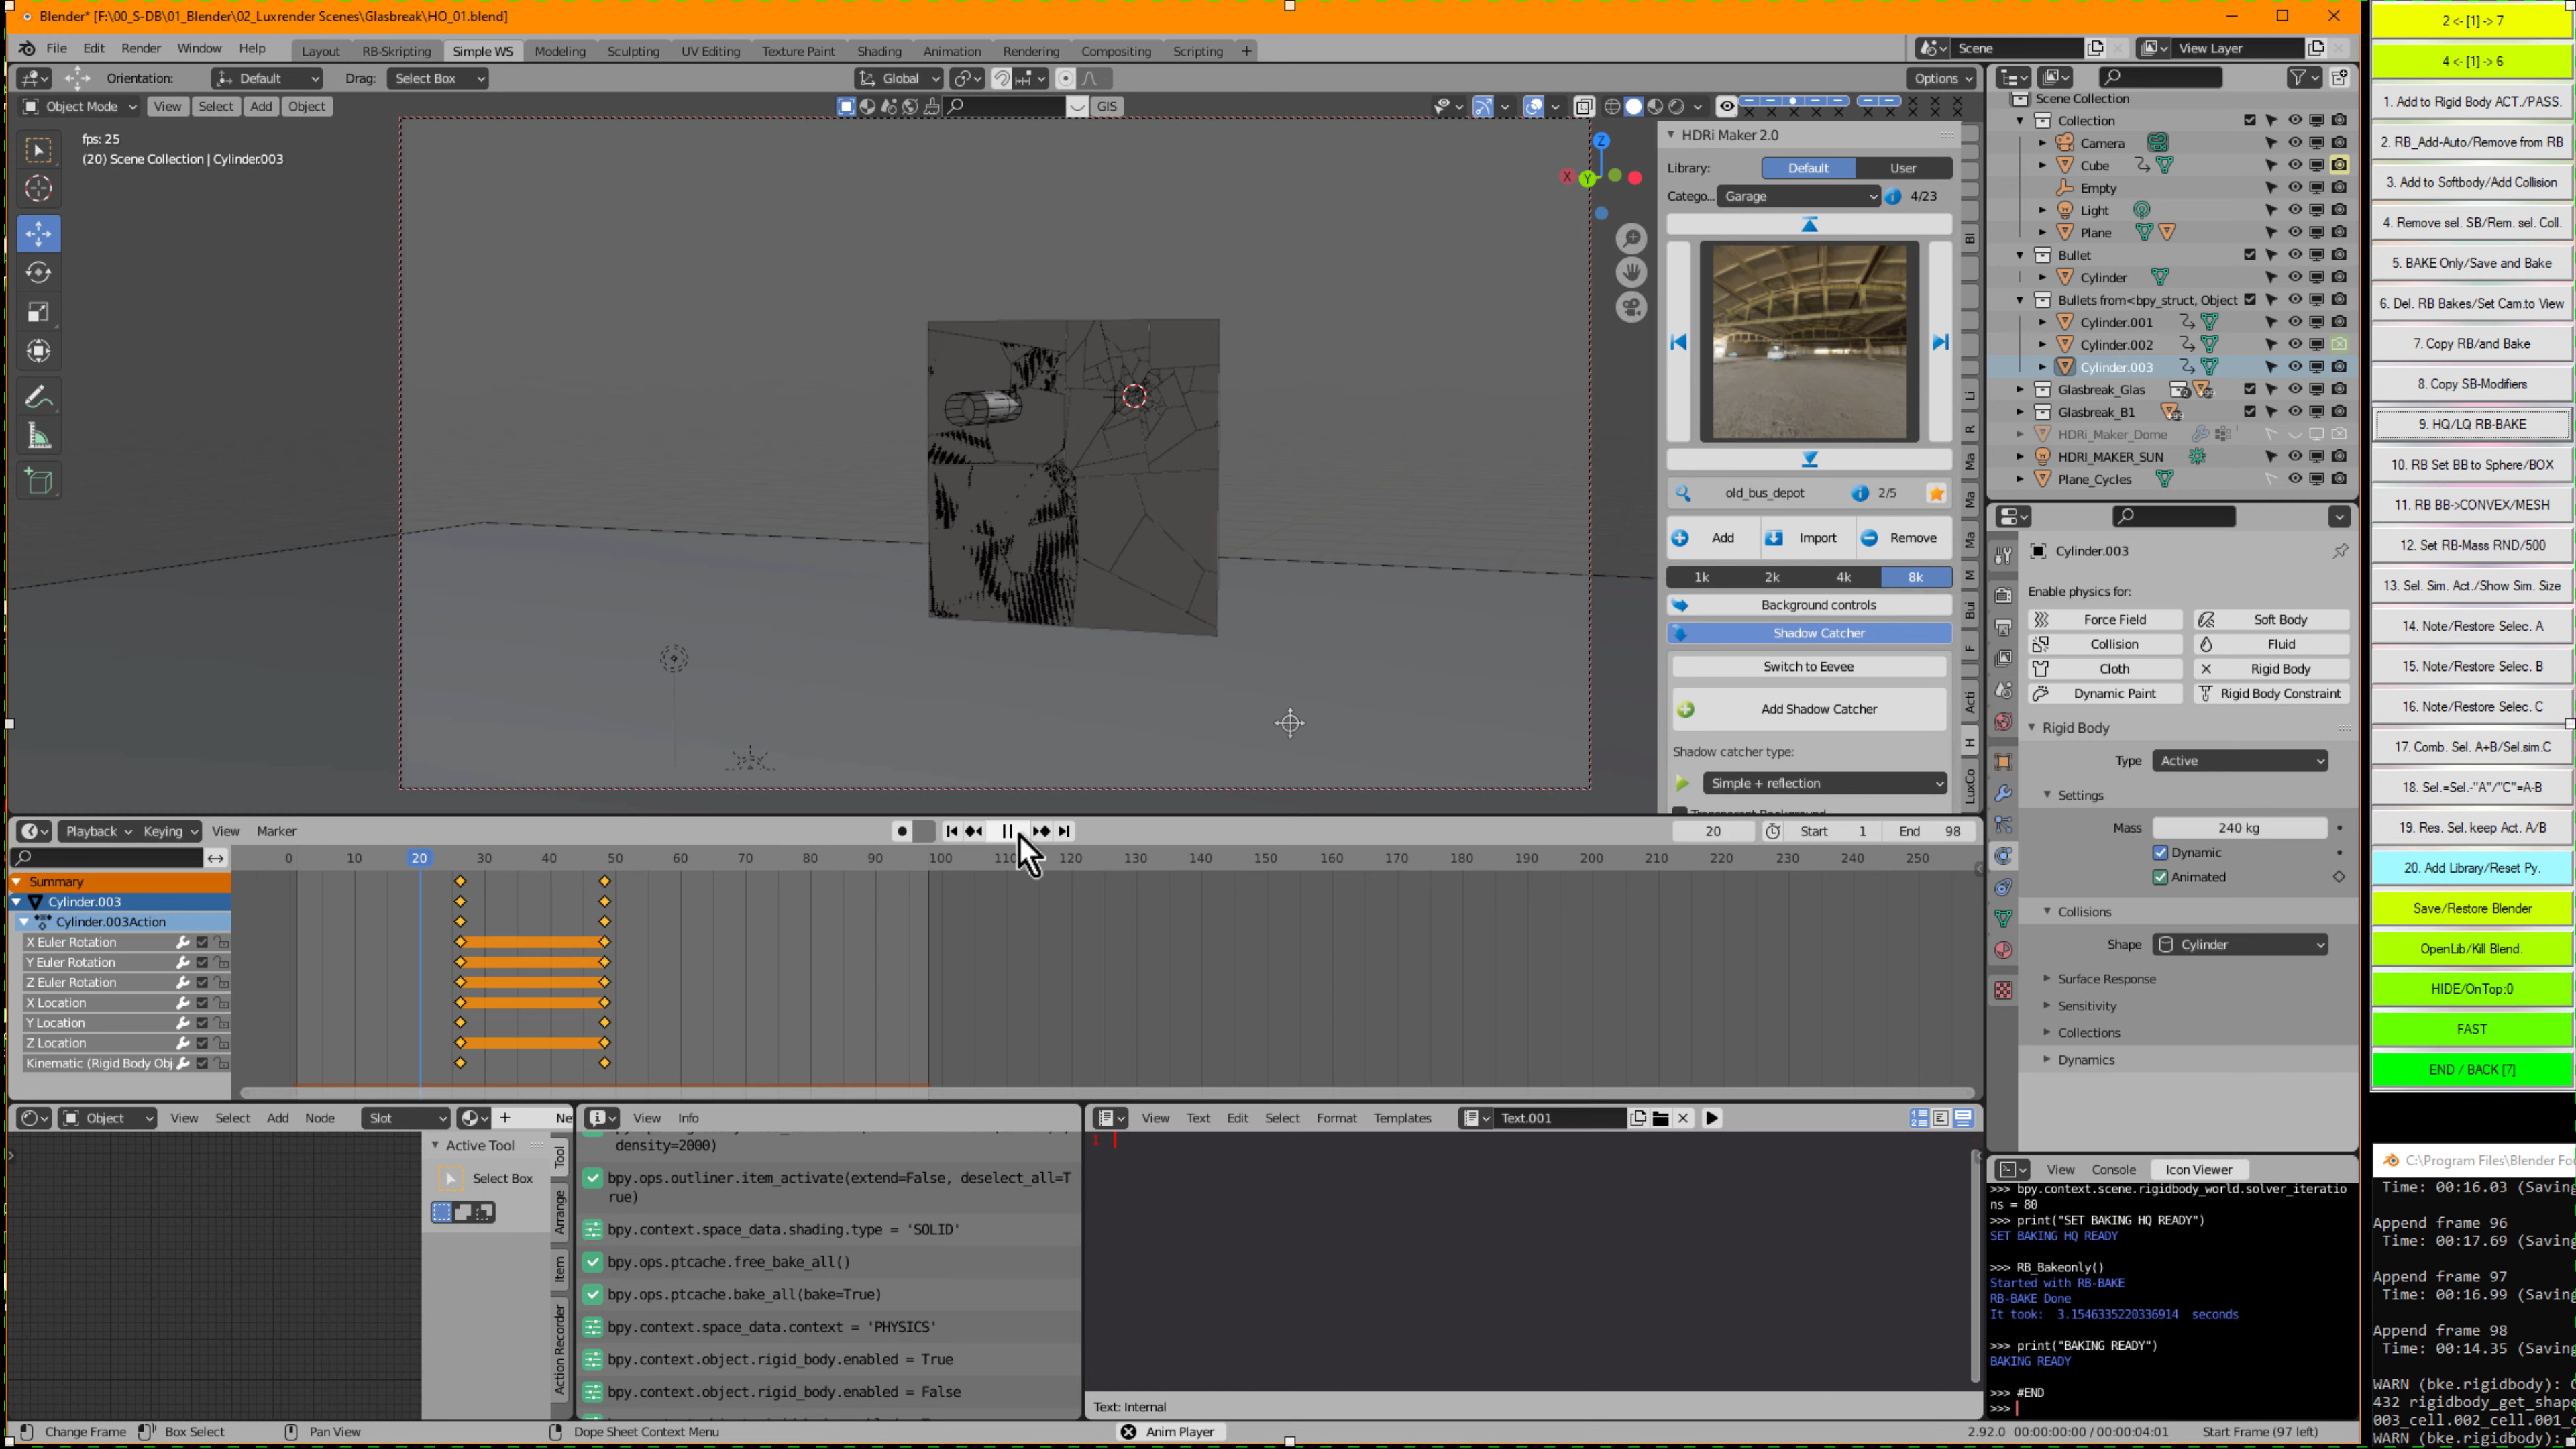 Blender* [F:\00_S-DB\01_Blender\02_Luxrender Scenes\Glasbreak\HO_01.blend]
File Edit Render Window Help Layout RB-Skripting Simple WS Modeling Sculpting UV Editing Texture Paint Shading Animation Rendering Compositing Scripting + Scene View Layer
Orientation: Default Drag: Select Box Global Options
Object Mode View Select Add Object GIS
fps: 25
(20) Scene Collection | Cylinder.003
Z
X Y
HDRi Maker 2.0
Library: Default User
Catego... Garage 4/23
old_bus_depot 2/5
Add Import Remove
1k 2k 4k 8k
Background controls
Shadow Catcher
Switch to Eevee
Add Shadow Catcher
Shadow catcher type:
Simple + reflection
Bl
Li
R
Ma
Ma
Ma
M
Bui
F
Acti
H
LuxCo
Scene Collection
Collection
Camera
Cube
Empty
Light
Plane
Bullet
Cylinder
Bullets from<bpy_struct, Object
Cylinder.001
Cylinder.002
Cylinder.003
Glasbreak_Glas
Glasbreak_B1
HDRi_Maker_Dome
HDRI_MAKER_SUN
Plane_Cycles
Cylinder.003
Enable physics for:
Force Field Soft Body
Collision Fluid
Cloth Rigid Body
Dynamic Paint Rigid Body Constraint
Rigid Body
Type Active
Settings
Mass 240 kg
Dynamic
Animated
Collisions
Shape Cylinder
Surface Response
Sensitivity
Collections
Dynamics
2 <- [1] -> 7
4 <- [1] -> 6
1. Add to Rigid Body ACT./PASS.
2. RB_Add-Auto/Remove from RB
3. Add to Softbody/Add Collision
4. Remove sel. SB/Rem. sel. Coll.
5. BAKE Only/Save and Bake
6. Del. RB Bakes/Set Cam.to View
7. Copy RB/and Bake
8. Copy SB-Modifiers
9. HQ/LQ RB-BAKE
10. RB Set BB to Sphere/BOX
11. RB BB->CONVEX/MESH
12. Set RB-Mass RND/500
13. Sel. Sim. Act./Show Sim. Size
14. Note/Restore Selec. A
15. Note/Restore Selec. B
16. Note/Restore Selec. C
17. Comb. Sel. A+B/Sel.sim.C
18. Sel.=Sel.-"A"/"C"=A-B
19. Res. Sel. keep Act. A/B
20. Add Library/Reset Py.
Save/Restore Blender
OpenLib/Kill Blend.
HIDE/OnTop:0
FAST
END / BACK [7]
Playback Keying View Marker 20 Start 1 End 98
0 10 20 30 40 50 60 70 80 90 100 110 120 130 140 150 160 170 180 190 200 210 220 230 240 250
Summary
Cylinder.003
Cylinder.003Action
X Euler Rotation
Y Euler Rotation
Z Euler Rotation
X Location
Y Location
Z Location
Kinematic (Rigid Body Obj
Object View Select Add Node Slot + Ne
Active Tool
Select Box
Tool
Arrange
Item
Action Recorder
View Info
density=2000)
bpy.ops.outliner.item_activate(extend=False, deselect_all=T
rue)
bpy.context.space_data.shading.type = 'SOLID'
bpy.ops.ptcache.free_bake_all()
bpy.ops.ptcache.bake_all(bake=True)
bpy.context.space_data.context = 'PHYSICS'
bpy.context.object.rigid_body.enabled = True
bpy.context.object.rigid_body.enabled = False
View Text Edit Select Format Templates Text.001
1
Text: Internal
View Console Icon Viewer
>>> bpy.context.scene.rigidbody_world.solver_iteratio
ns = 80
>>> print("SET BAKING HQ READY")
SET BAKING HQ READY
>>> RB_Bakeonly()
Started with RB-BAKE
RB-BAKE Done
It took: 3.1546335220336914 seconds
>>> print("BAKING READY")
BAKING READY
>>> #END
>>>
C:\Program Files\Blender Fo
Time: 00:16.03 (Saving
Append frame 96
Time: 00:17.69 (Saving
Append frame 97
Time: 00:16.99 (Saving
Append frame 98
Time: 00:14.35 (Saving
WARN (bke.rigidbody):
432 rigidbody_get_shape
003_cell.002_cell.001_
WARN (bke.rigidbody):
Change Frame Box Select Pan View Dope Sheet Context Menu Anim Player 2.92.0 00:00:00:00 / 00:00:04:01 Start Frame (97 left)